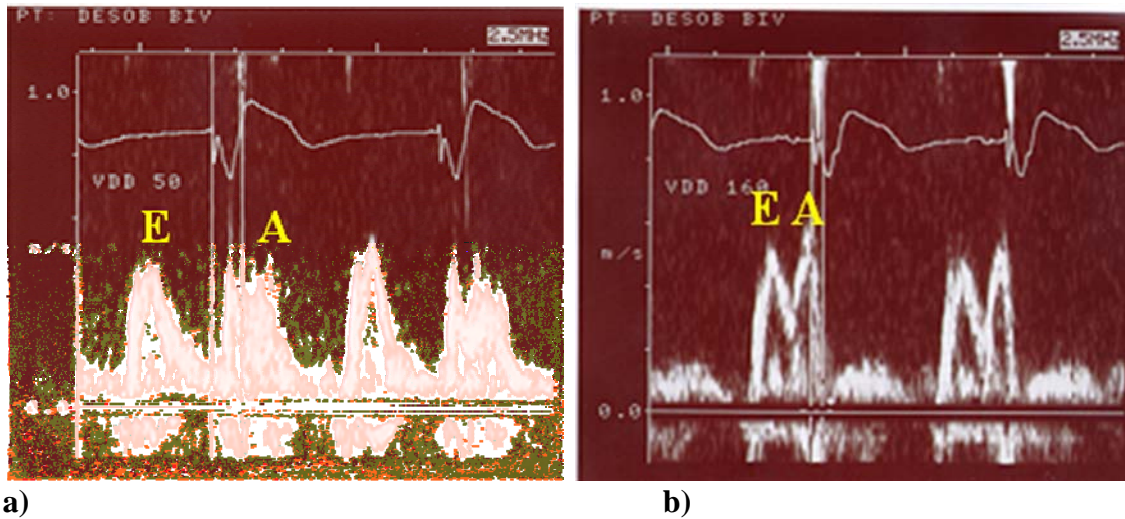 PT: DESOB BIV
2.5MHz
1.0
VDD 50
E A
m/s
a)
PT: DESOB BIV
2.5MHz
1.0
VDD 160
E A
m/s
0.0
b)